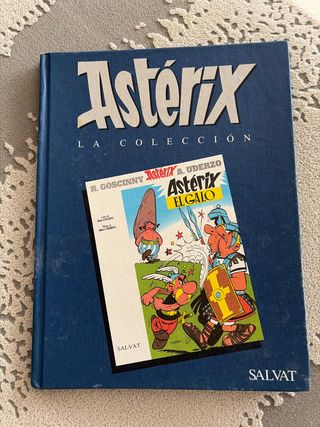 Astérix
LA COLECCIÓN
R. GOSCINNY Astérix A. UDERZO
Astérix
EL GALO
SALVAT
SALVAT